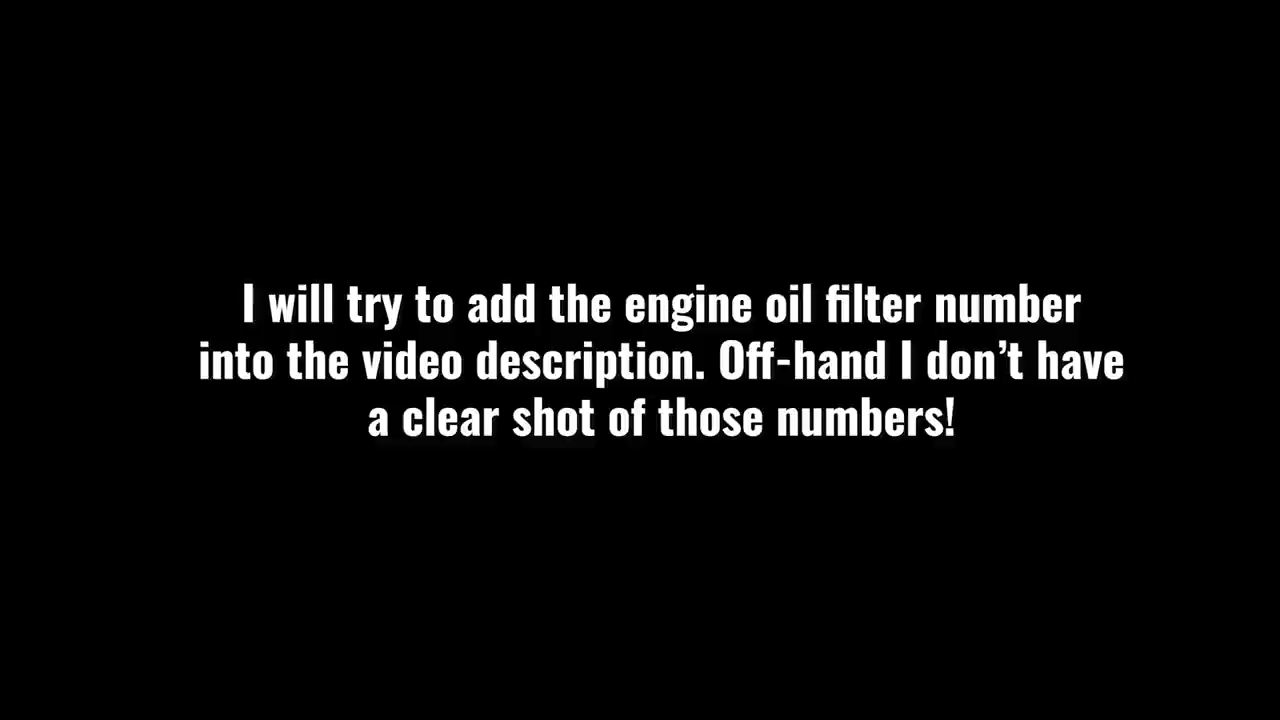 I will try to add the engine oil filter number
into the video description. Off-hand I don’t have
a clear shot of those numbers!